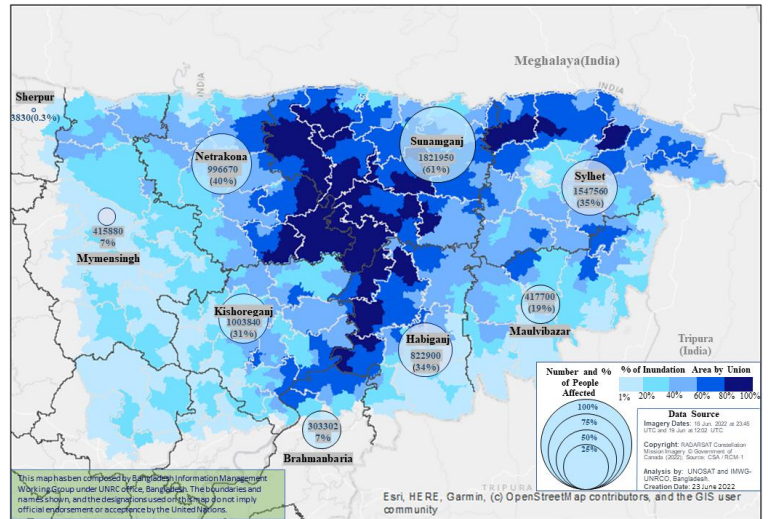 Meghalaya(India)
INDIA
INDIA
Sherpur
3830(0.3%)
Netrakona
996670
(40%)
Sunamganj
1821950
(61%)
Sylhet
1547560
(35%)
415880
7%
Mymensingh
Kishoreganj
1003840
(31%)
Habiganj
822900
(34%)
417700
(19%)
Maulvibazar
Tripura
(India)
303302
7%
Brahmanbaria
TRIPURA
Number and %
of People
Affected
100%
75%
50%
25%
% of Inundation Area by Union
1% 20% 40% 60% 80% 100%
Data Source
Imagery Dates: 18 Jun. 2022 at 23:48
UTC and 19 Jun at 12:02 UTC
Copyright: RADARSAT Constellation
Mission Imagery © Government of
Canada (2022); Source: CSA / RCM-1
Analysis by: UNOSAT and IMWG-
UNRCO, Bangladesh.
Creation Date: 23 June 2022
This map has ben composed by Bangladesh Information Management
Working Group under UNRC office, Bangladesh. The boundaries and
names shown, and the designations used on this map do not imply
official endorsement or acceptance by the United Nations.
Esri, HERE, Garmin, (c) OpenStreetMap contributors, and the GIS user
community